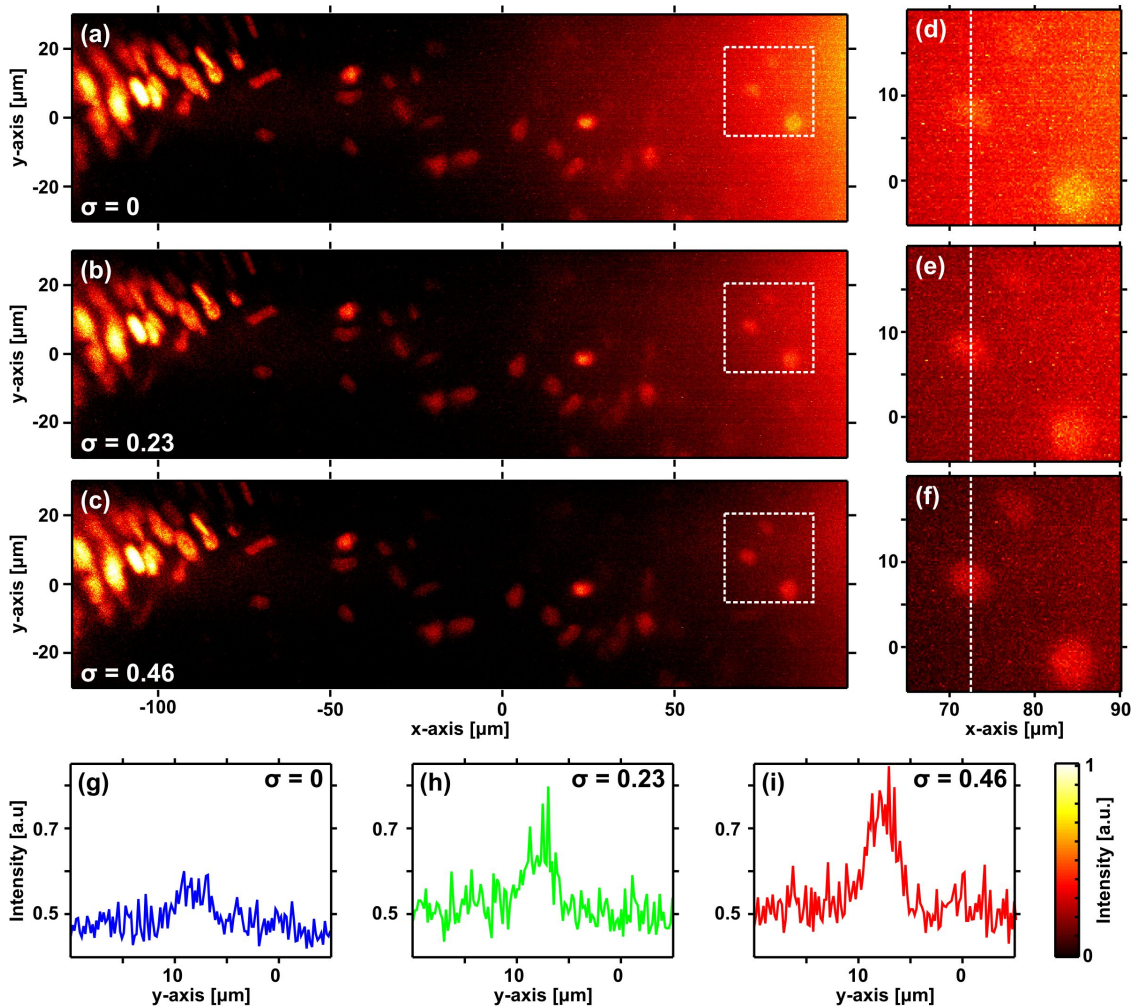 (a)
(d)
20
0
-20
y-axis [µm]
σ = 0
10
0
(b)
(e)
20
0
-20
y-axis [µm]
σ = 0.23
10
0
(c)
(f)
20
0
-20
y-axis [µm]
σ = 0.46
10
0
-100
-50
0
50
x-axis [µm]
70
80
90
x-axis [µm]
(g)
σ = 0
Intensity [a.u]
0.7
0.5
10
0
y-axis [µm]
(h)
σ = 0.23
0.7
0.5
10
0
y-axis [µm]
(i)
σ = 0.46
0.7
0.5
10
0
y-axis [µm]
1
0
Intensity [a.u.]